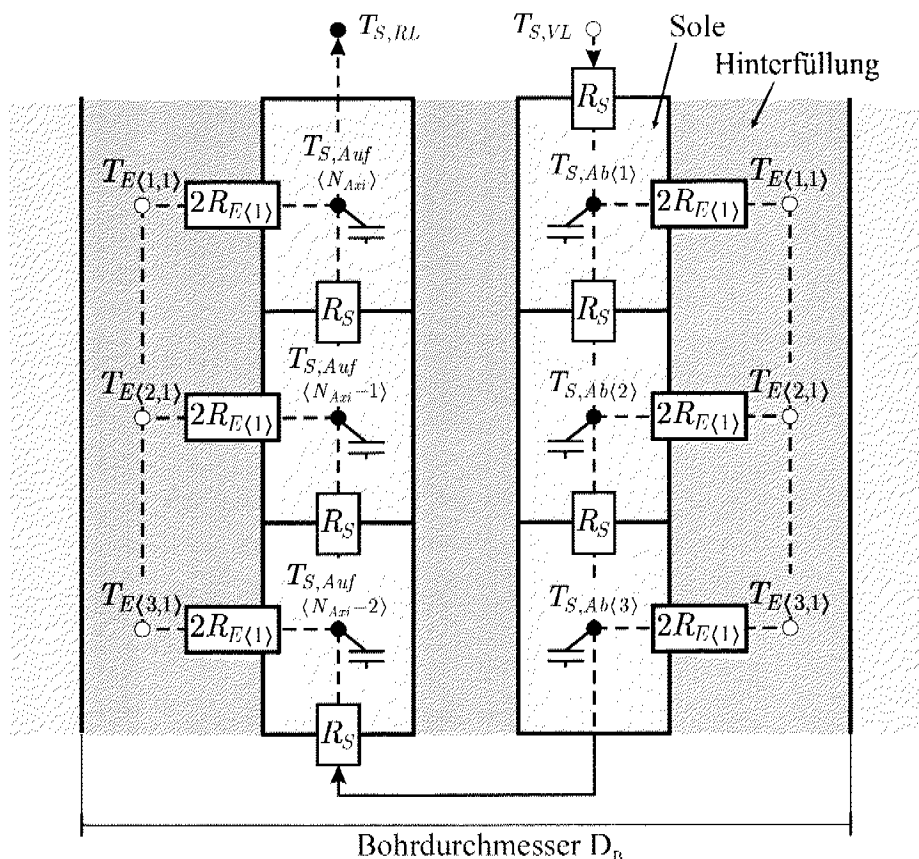 T_{S,RL}
T_{S,VL}
Sole
Hinterfüllung
R_S
T_{E⟨1,1⟩}
2R_{E⟨1⟩}
T_{S,Auf}
⟨N_{Axi}⟩
T_{S,Ab⟨1⟩}
2R_{E⟨1⟩}
T_{E⟨1,1⟩}
R_S
R_S
T_{E⟨2,1⟩}
2R_{E⟨1⟩}
T_{S,Auf}
⟨N_{Axi}−1⟩
T_{S,Ab⟨2⟩}
2R_{E⟨1⟩}
T_{E⟨2,1⟩}
R_S
R_S
T_{E⟨3,1⟩}
2R_{E⟨1⟩}
T_{S,Auf}
⟨N_{Axi}−2⟩
T_{S,Ab⟨3⟩}
2R_{E⟨1⟩}
T_{E⟨3,1⟩}
R_S
Bohrdurchmesser D_B